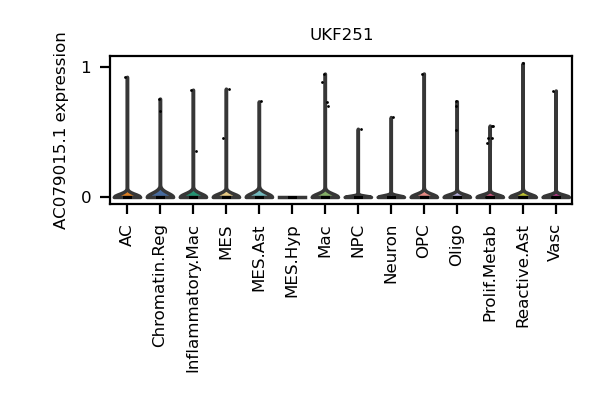 UKF251
AC079015.1 expression
1
0
AC
Chromatin.Reg
Inflammatory.Mac
MES
MES.Ast
MES.Hyp
Mac
NPC
Neuron
OPC
Oligo
Prolif.Metab
Reactive.Ast
Vasc